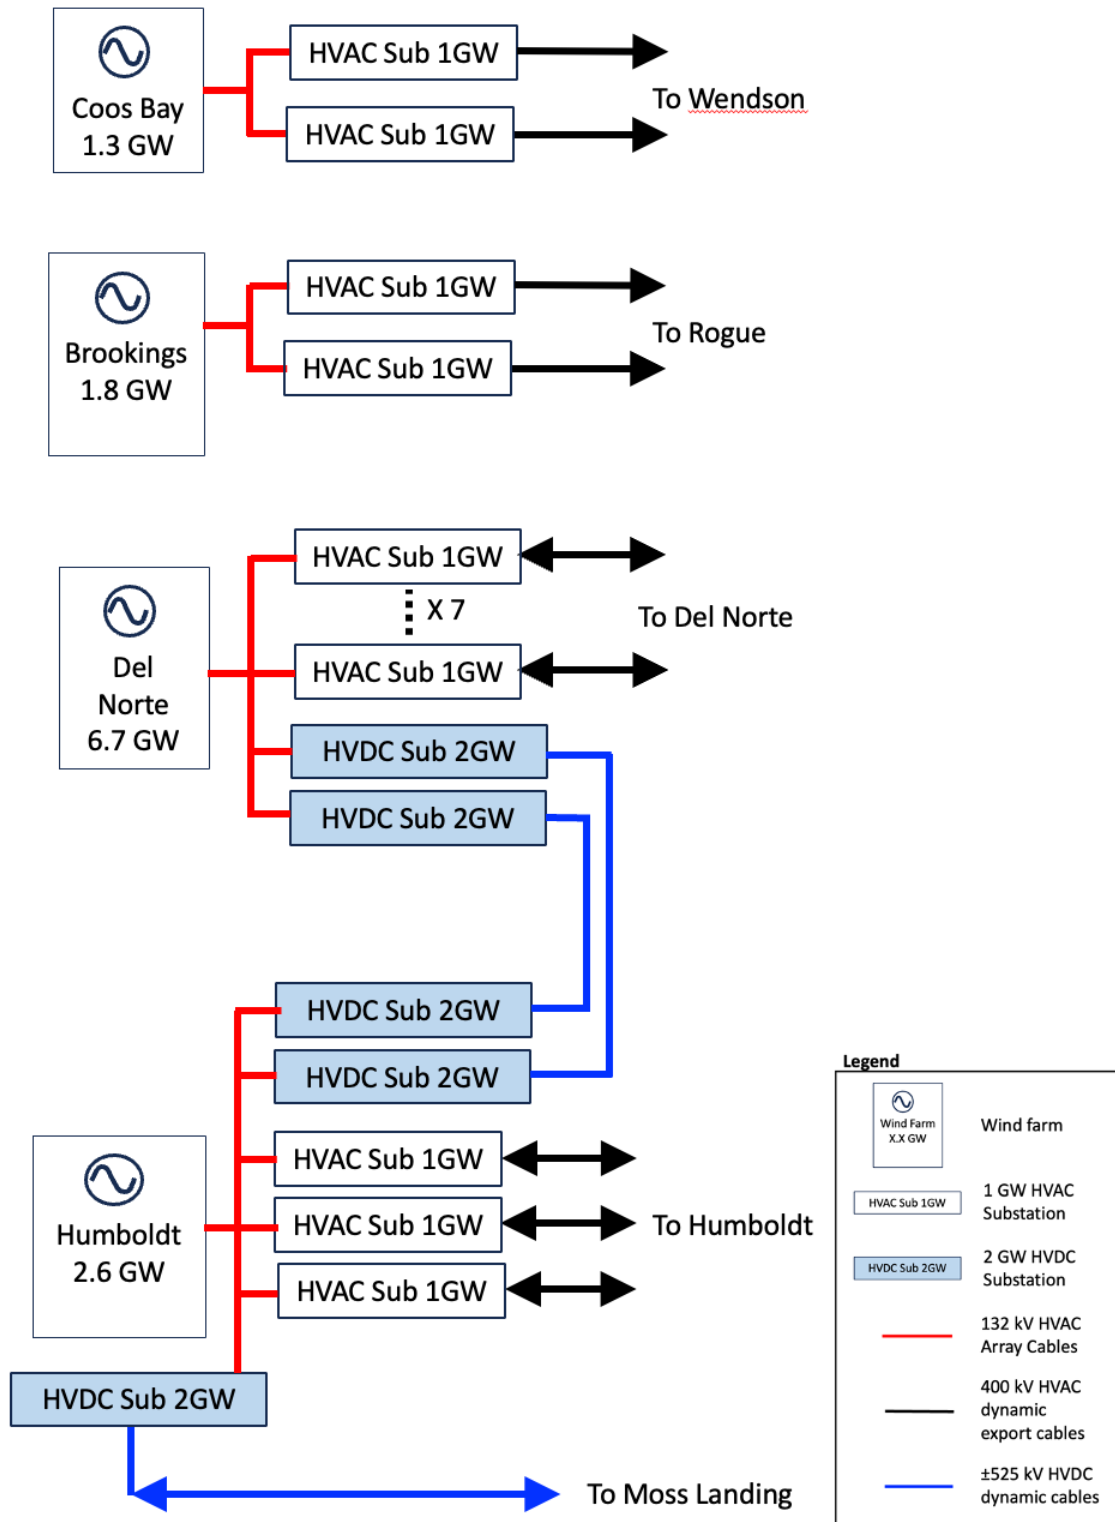 Coos Bay
1.3 GW
HVAC Sub 1GW
HVAC Sub 1GW
To Wendson
Brookings
1.8 GW
HVAC Sub 1GW
HVAC Sub 1GW
To Rogue
Del
Norte
6.7 GW
HVAC Sub 1GW
X 7
HVAC Sub 1GW
To Del Norte
HVDC Sub 2GW
HVDC Sub 2GW
HVDC Sub 2GW
HVDC Sub 2GW
Humboldt
2.6 GW
HVAC Sub 1GW
HVAC Sub 1GW
HVAC Sub 1GW
To Humboldt
HVDC Sub 2GW
To Moss Landing
Legend
Wind Farm
X.X GW
Wind farm
HVAC Sub 1GW
1 GW HVAC
Substation
HVDC Sub 2GW
2 GW HVDC
Substation
132 kV HVAC
Array Cables
400 kV HVAC
dynamic
export cables
±525 kV HVDC
dynamic cables